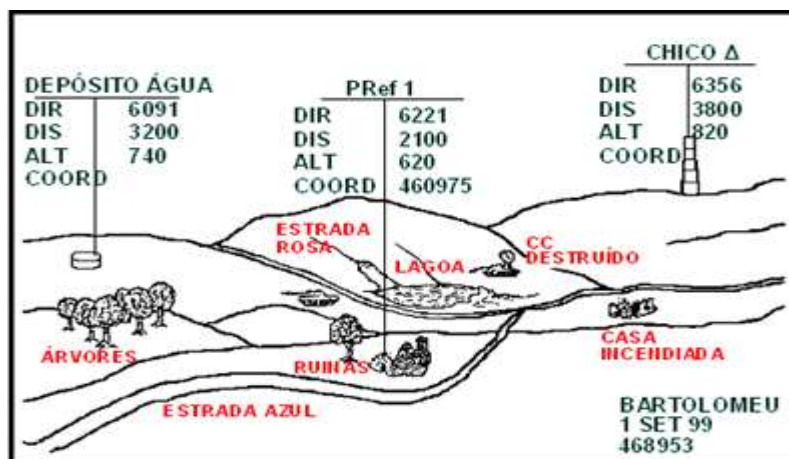 DEPÓSITO ÁGUA
DIR 6091
DIS 3200
ALT 740
COORD
PRef 1
DIR 6221
DIS 2100
ALT 620
COORD 460975
CHICO Δ
DIR 6356
DIS 3800
ALT 820
COORD
ESTRADA
ROSA
LAGOA
CC
DESTRUÍDO
ÁRVORES
RUINAS
CASA
INCENDIADA
ESTRADA AZUL
BARTOLOMEU
1 SET 99
468953